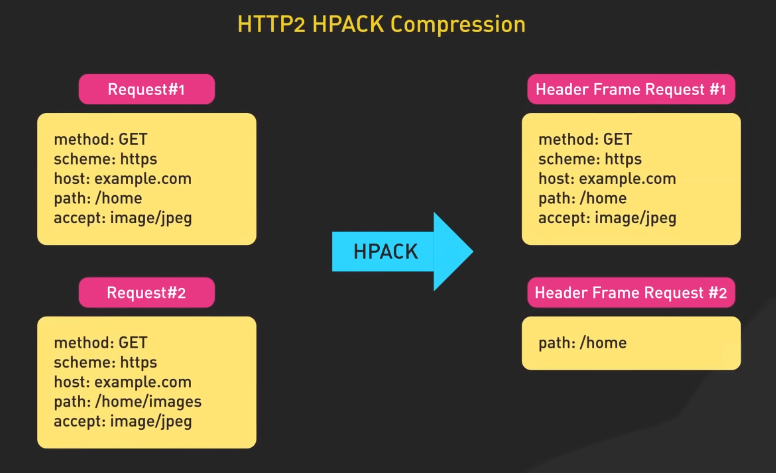 HTTP2 HPACK Compression
Request#1
method: GET
scheme: https
host: example.com
path: /home
accept: image/jpeg
Request#2
method: GET
scheme: https
host: example.com
path: /home/images
accept: image/jpeg
HPACK
Header Frame Request #1
method: GET
scheme: https
host: example.com
path: /home
accept: image/jpeg
Header Frame Request #2
path: /home